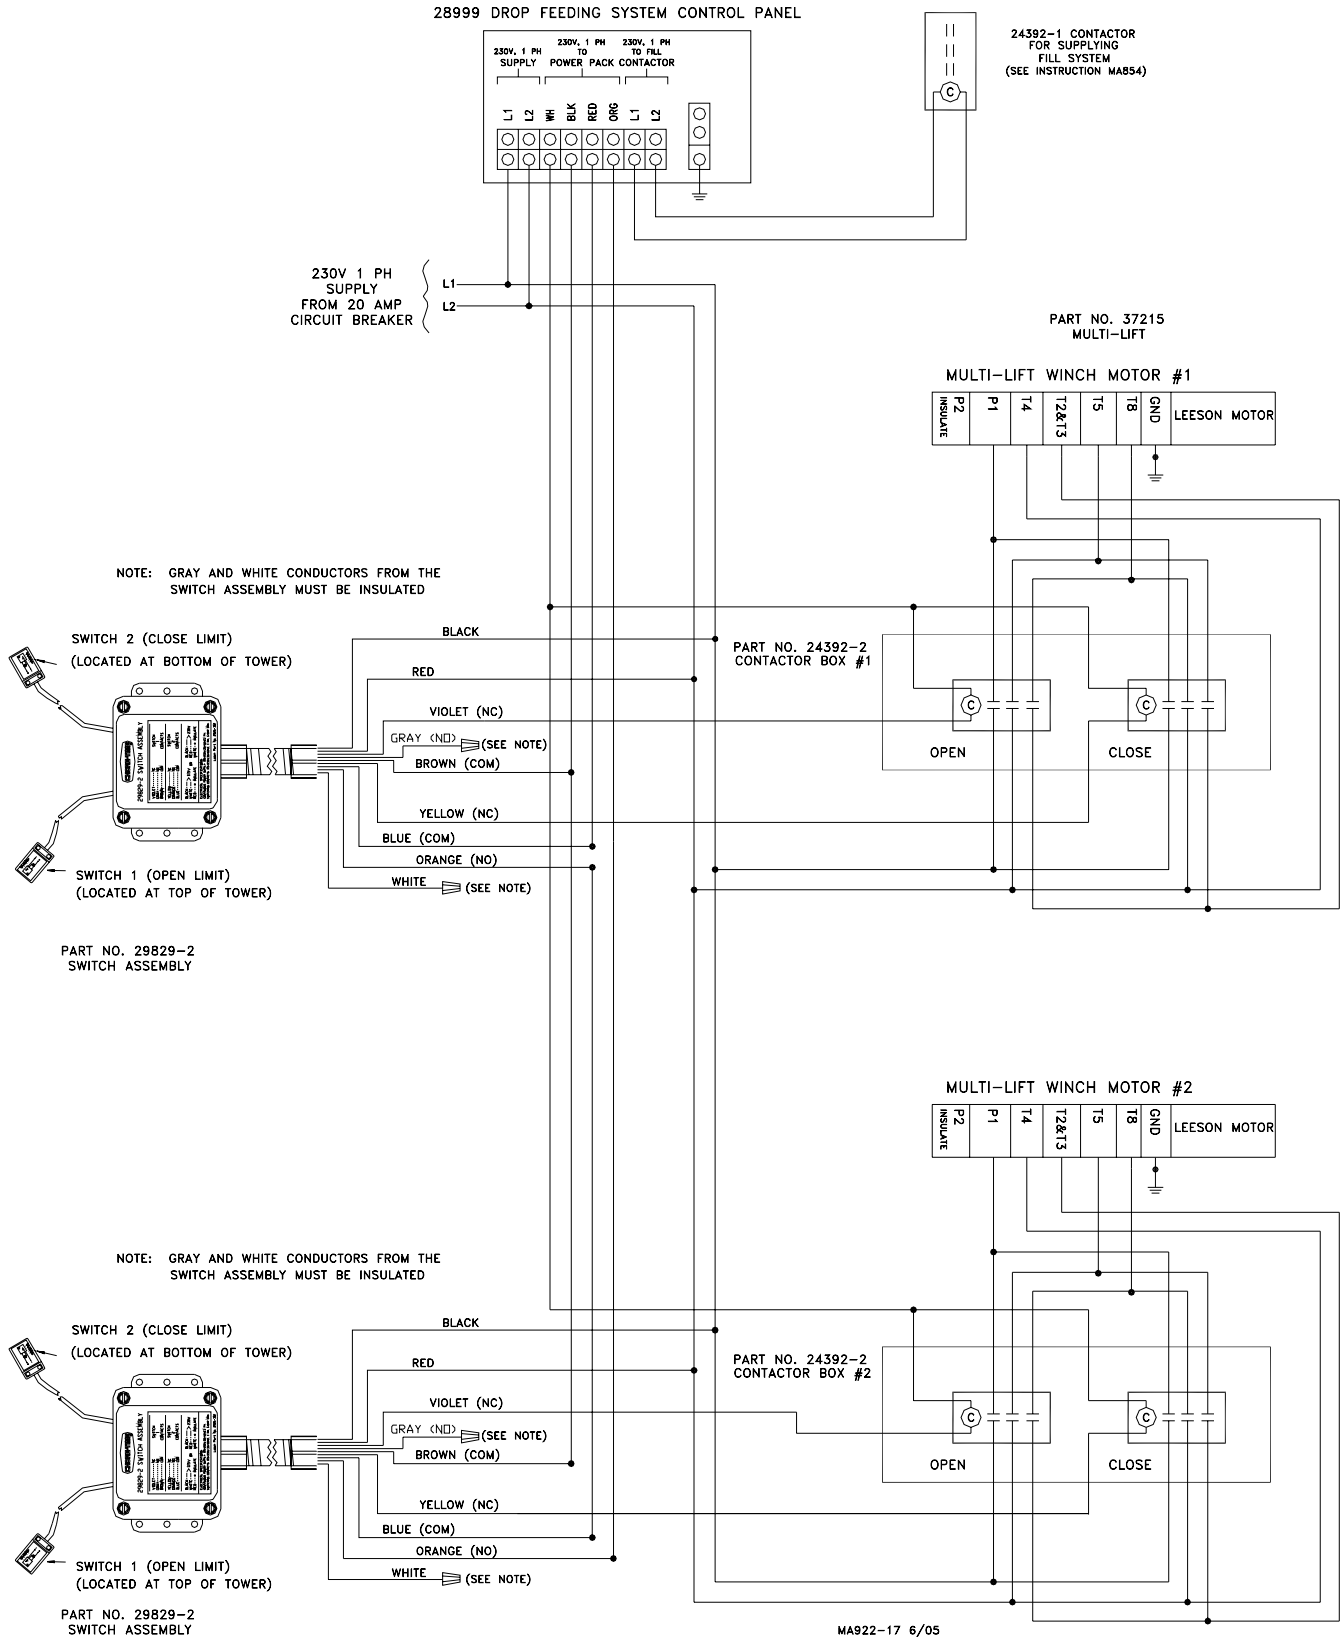 28999 DROP FEEDING SYSTEM CONTROL PANEL
230V, 1 PH
SUPPLY
230V, 1 PH
TO
POWER PACK
230V, 1 PH
TO FILL
CONTACTOR
L1
L2
WH
BLK
RED
ORG
L1
L2
C
24392-1 CONTACTOR
FOR SUPPLYING
FILL SYSTEM
(SEE INSTRUCTION MA854)
230V 1 PH
SUPPLY
FROM 20 AMP
CIRCUIT BREAKER
L1
L2
PART NO. 37215
MULTI-LIFT
MULTI-LIFT WINCH MOTOR #1
P2
INSULATE
P1
T4
T2&T3
T5
T8
GND
LEESON MOTOR
NOTE: GRAY AND WHITE CONDUCTORS FROM THE
SWITCH ASSEMBLY MUST BE INSULATED
SWITCH 2 (CLOSE LIMIT)
(LOCATED AT BOTTOM OF TOWER)
29829-2 SWITCH ASSEMBLY
BLACK
RED
VIOLET (NC)
GRAY (NO)
(SEE NOTE)
BROWN (COM)
YELLOW (NC)
BLUE (COM)
ORANGE (NO)
WHITE
(SEE NOTE)
PART NO. 24392-2
CONTACTOR BOX #1
C
C
OPEN
CLOSE
SWITCH 1 (OPEN LIMIT)
(LOCATED AT TOP OF TOWER)
PART NO. 29829-2
SWITCH ASSEMBLY
MULTI-LIFT WINCH MOTOR #2
P2
INSULATE
P1
T4
T2&T3
T5
T8
GND
LEESON MOTOR
NOTE: GRAY AND WHITE CONDUCTORS FROM THE
SWITCH ASSEMBLY MUST BE INSULATED
SWITCH 2 (CLOSE LIMIT)
(LOCATED AT BOTTOM OF TOWER)
29829-2 SWITCH ASSEMBLY
BLACK
RED
VIOLET (NC)
GRAY (NO)
(SEE NOTE)
BROWN (COM)
YELLOW (NC)
BLUE (COM)
ORANGE (NO)
WHITE
(SEE NOTE)
PART NO. 24392-2
CONTACTOR BOX #2
C
C
OPEN
CLOSE
SWITCH 1 (OPEN LIMIT)
(LOCATED AT TOP OF TOWER)
PART NO. 29829-2
SWITCH ASSEMBLY
MA922-17 6/05